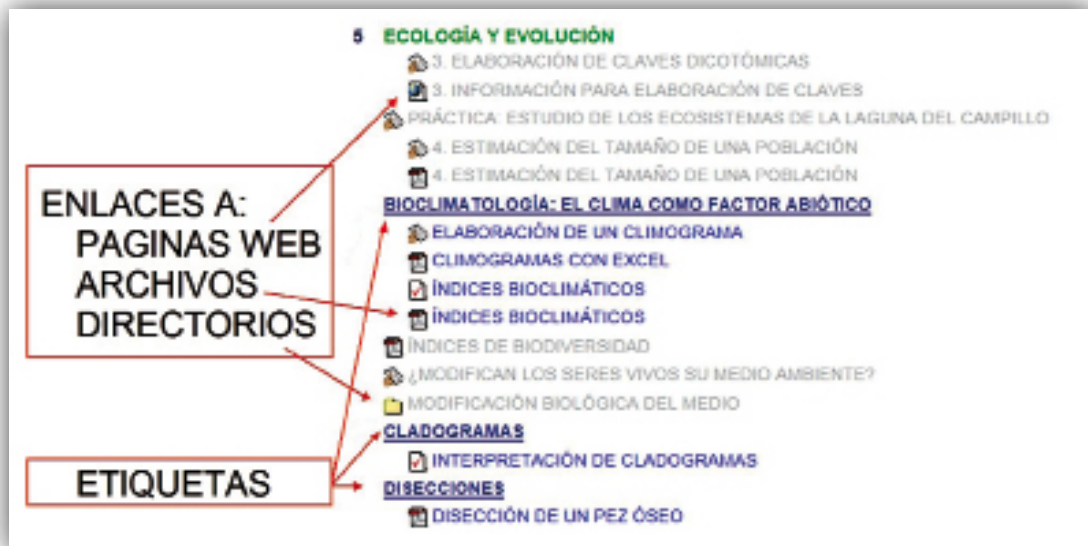 5 ECOLOGÍA Y EVOLUCIÓN
3. ELABORACIÓN DE CLAVES DICOTÓMICAS
3. INFORMACIÓN PARA ELABORACIÓN DE CLAVES
PRÁCTICA: ESTUDIO DE LOS ECOSISTEMAS DE LA LAGUNA DEL CAMPILLO
4. ESTIMACIÓN DEL TAMAÑO DE UNA POBLACIÓN
4. ESTIMACIÓN DEL TAMAÑO DE UNA POBLACIÓN
BIOCLIMATOLOGÍA: EL CLIMA COMO FACTOR ABIÓTICO
ELABORACIÓN DE UN CLIMOGRAMA
CLIMOGRAMAS CON EXCEL
ÍNDICES BIOCLIMÁTICOS
ÍNDICES BIOCLIMÁTICOS
ÍNDICES DE BIODIVERSIDAD
¿MODIFICAN LOS SERES VIVOS SU MEDIO AMBIENTE?
MODIFICACIÓN BIOLÓGICA DEL MEDIO
CLADOGRAMAS
INTERPRETACIÓN DE CLADOGRAMAS
DISECCIONES
DISECCIÓN DE UN PEZ ÓSEO
ENLACES A:
PAGINAS WEB
ARCHIVOS
DIRECTORIOS
ETIQUETAS